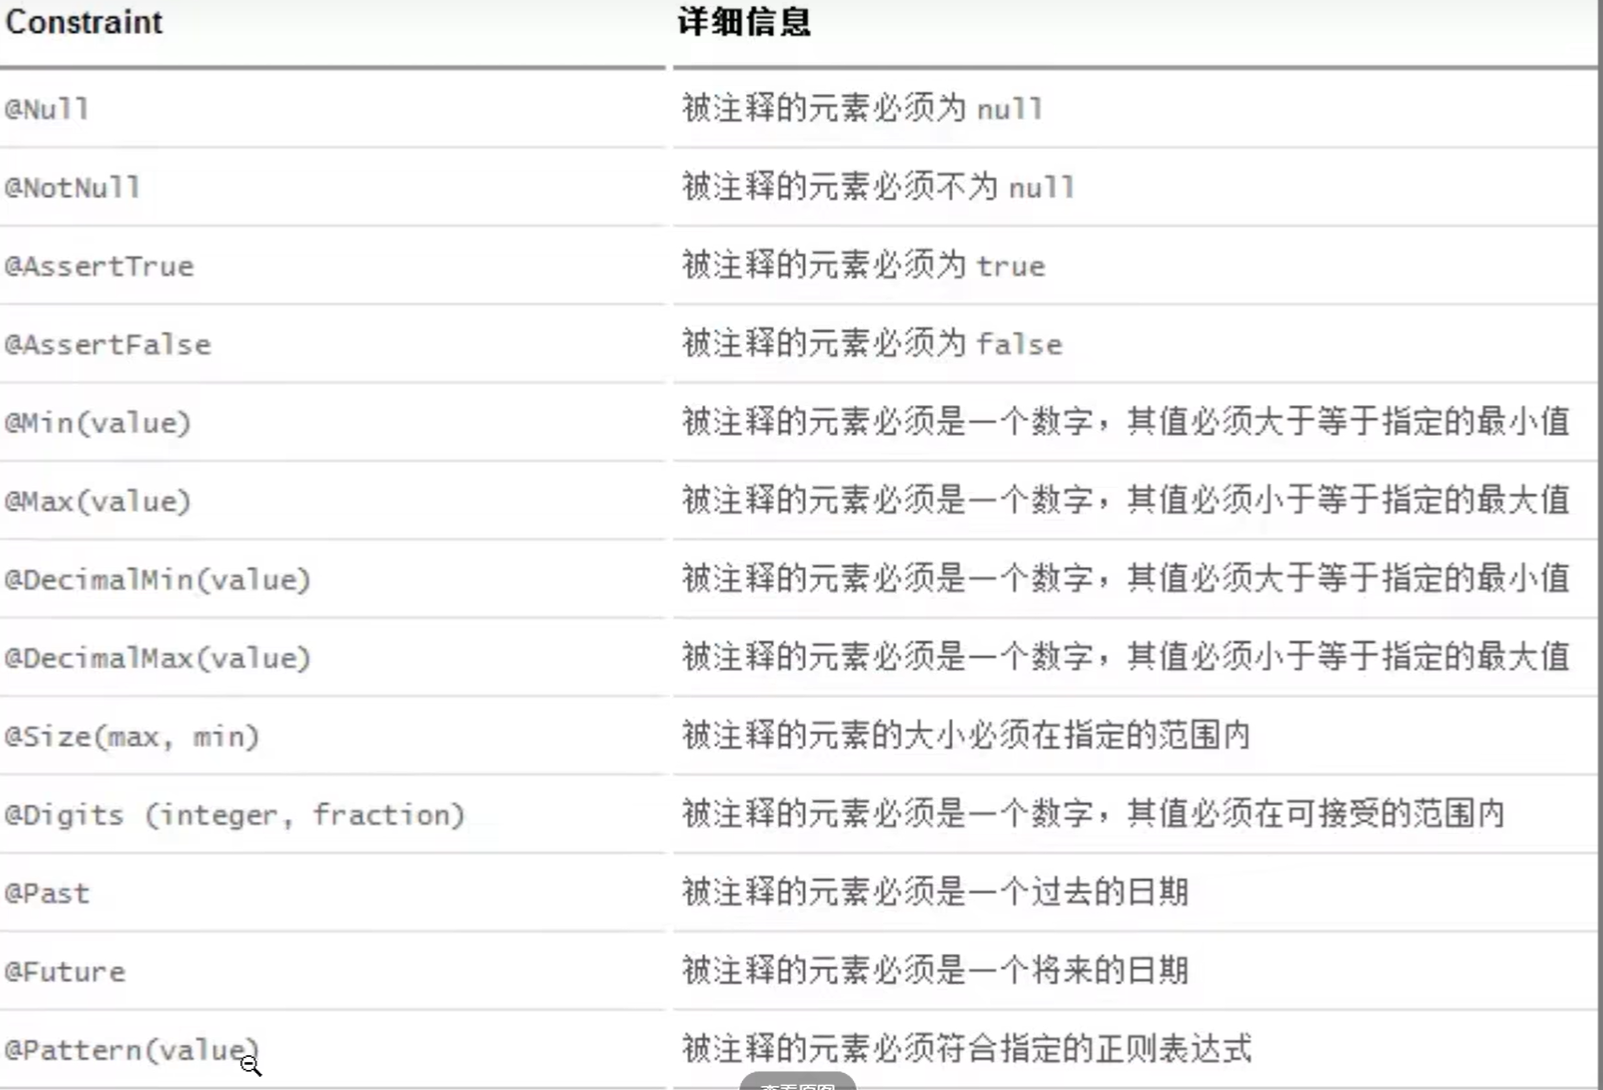 Constraint 详细信息
@Null 被注释的元素必须为 null
@NotNull 被注释的元素必须不为 null
@AssertTrue 被注释的元素必须为 true
@AssertFalse 被注释的元素必须为 false
@Min(value) 被注释的元素必须是一个数字，其值必须大于等于指定的最小值
@Max(value) 被注释的元素必须是一个数字，其值必须小于等于指定的最大值
@DecimalMin(value) 被注释的元素必须是一个数字，其值必须大于等于指定的最小值
@DecimalMax(value) 被注释的元素必须是一个数字，其值必须小于等于指定的最大值
@Size(max, min) 被注释的元素的大小必须在指定的范围内
@Digits (integer, fraction) 被注释的元素必须是一个数字，其值必须在可接受的范围内
@Past 被注释的元素必须是一个过去的日期
@Future 被注释的元素必须是一个将来的日期
@Pattern(value) 被注释的元素必须符合指定的正则表达式